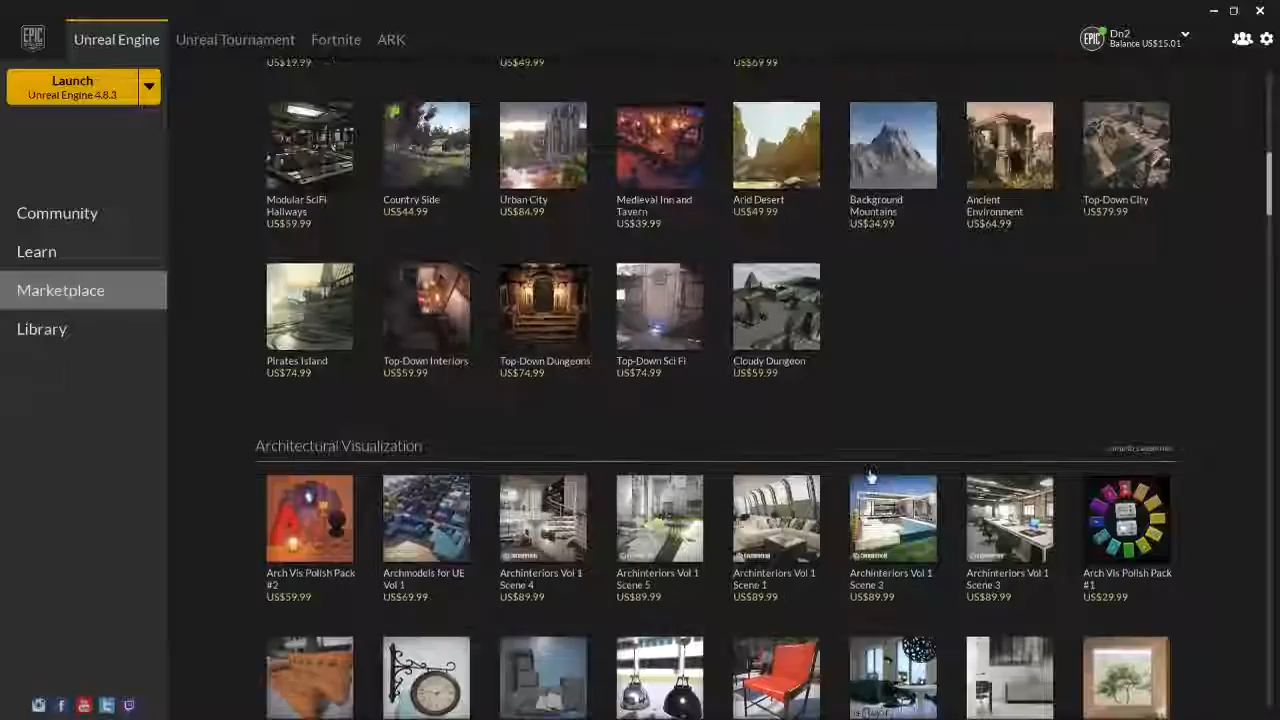 EPIC
Unreal Engine
Unreal Tournament
Fortnite
ARK
EPIC
Dn2
Balance US$15.01
Launch
Unreal Engine 4.8.3
Community
Learn
Marketplace
Library
US$19.99
US$49.99
US$69.99
Modular SciFi
Hallways
US$59.99
Country Side
US$44.99
Urban City
US$84.99
Medieval Inn and
Tavern
US$39.99
Arid Desert
US$49.99
Background
Mountains
US$34.99
Ancient
Environment
US$64.99
Top-Down City
US$79.99
Pirates Island
US$74.99
Top-Down Interiors
US$59.99
Top-Down Dungeons
US$74.99
Top-Down Sci Fi
US$74.99
Cloudy Dungeon
US$59.99
Architectural Visualization
Arch Vis Polish Pack
#2
US$59.99
Archmodels for UE
Vol 1
US$69.99
Archinteriors Vol 1
Scene 4
US$89.99
Archinteriors Vol 1
Scene 5
US$89.99
Archinteriors Vol 1
Scene 1
US$89.99
Archinteriors Vol 1
Scene 3
US$89.99
Archinteriors Vol 1
Scene 3
US$89.99
Arch Vis Polish Pack
#1
US$29.99